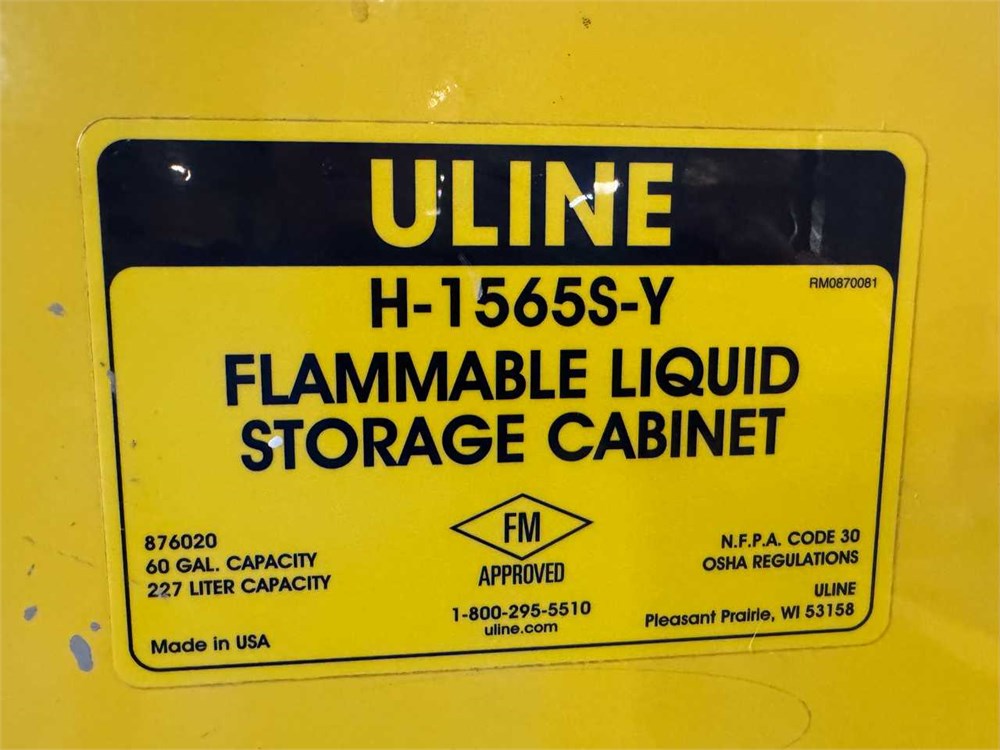 ULINE
RM0870081
H-1565S-Y
FLAMMABLE LIQUID
STORAGE CABINET
876020
60 GAL. CAPACITY
227 LITER CAPACITY
Made in USA
FM
APPROVED
1-800-295-5510
uline.com
N.F.P.A. CODE 30
OSHA REGULATIONS
ULINE
Pleasant Prairie, WI 53158